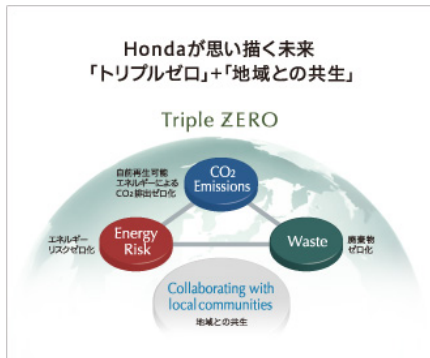 Hondaが思い描く未来
「トリプルゼロ」+「地域との共生」
Triple ZERO
自前再生可能
エネルギーによる
CO2排出ゼロ化
CO2
Emissions
エネルギー
リスクゼロ化
Energy
Risk
Waste
廃棄物
ゼロ化
Collaborating with
local communities
地域との共生